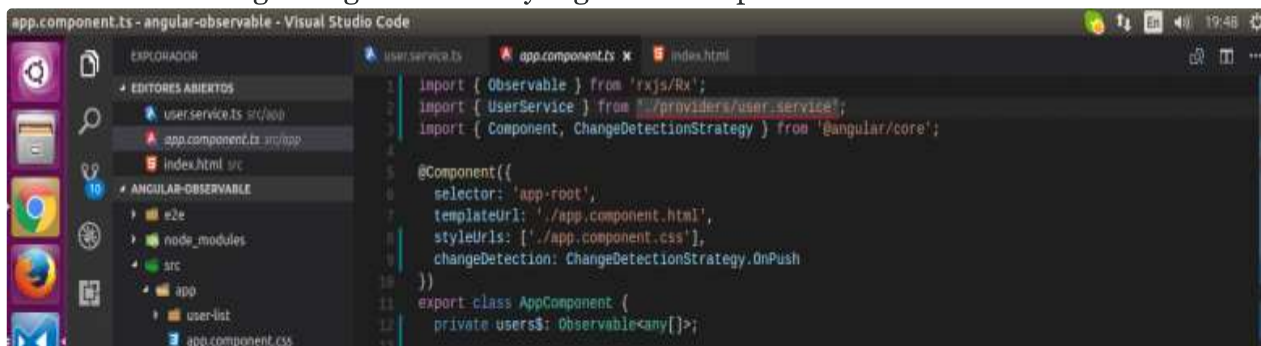 app.component.ts - angular-observable - Visual Studio Code
En
19:48
EXPLORADOR
user.service.ts
app.component.ts x
index.html
EDITORES ABIERTOS
user.service.ts src/app
app.component.ts src/app
index.html src
10
ANGULAR-OBSERVABLE
e2e
node_modules
src
app
user-list
app.component.css
1 import { Observable } from 'rxjs/Rx';
2 import { UserService } from './providers/user.service';
3 import { Component, ChangeDetectionStrategy } from '@angular/core';
4
5 @Component({
6 selector: 'app-root',
7 templateUrl: './app.component.html',
8 styleUrls: ['./app.component.css'],
9 changeDetection: ChangeDetectionStrategy.OnPush
10 })
11 export class AppComponent {
12 private users$: Observable<any[]>;